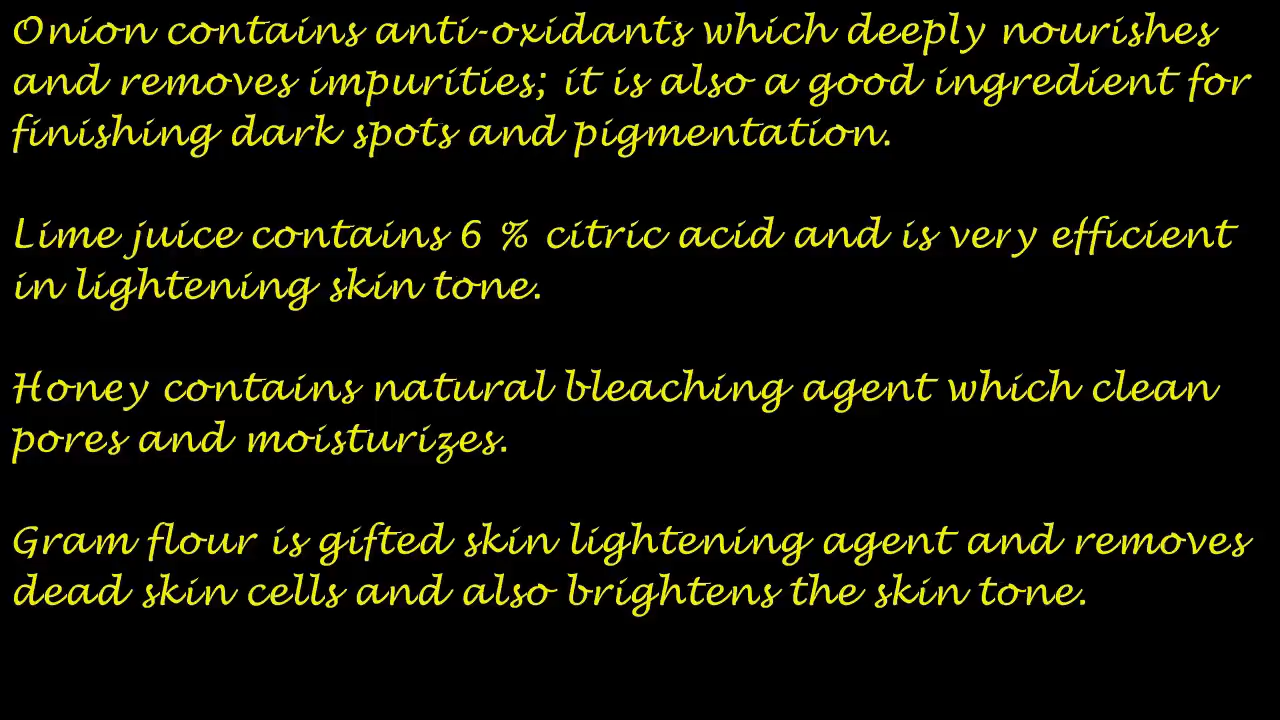 Onion contains anti-oxidants which deeply nourishes
and removes impurities; it is also a good ingredient for
finishing dark spots and pigmentation.
Lime juice contains 6 % citric acid and is very efficient
in lightening skin tone.
Honey contains natural bleaching agent which clean
pores and moisturizes.
Gram flour is gifted skin lightening agent and removes
dead skin cells and also brightens the skin tone.